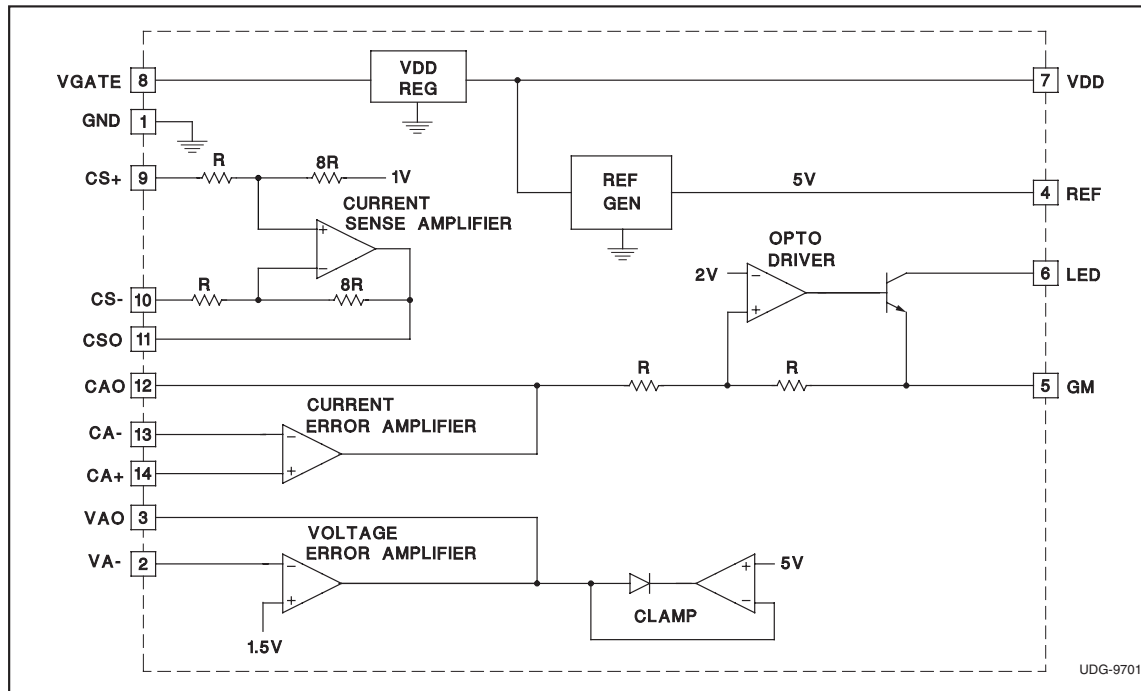 VGATE 8
VDD
REG
7 VDD
GND 1
CS+ 9
R
8R
1V
CURRENT
SENSE AMPLIFIER
+
−
CS- 10
R
8R
CSO 11
REF
GEN
5V
4 REF
OPTO
DRIVER
2V
−
+
6 LED
CAO 12
R
R
5 GM
CURRENT
ERROR AMPLIFIER
CA- 13
−
CA+ 14
+
VAO 3
VOLTAGE
ERROR AMPLIFIER
VA- 2
−
+
1.5V
5V
+
−
CLAMP
UDG-9701